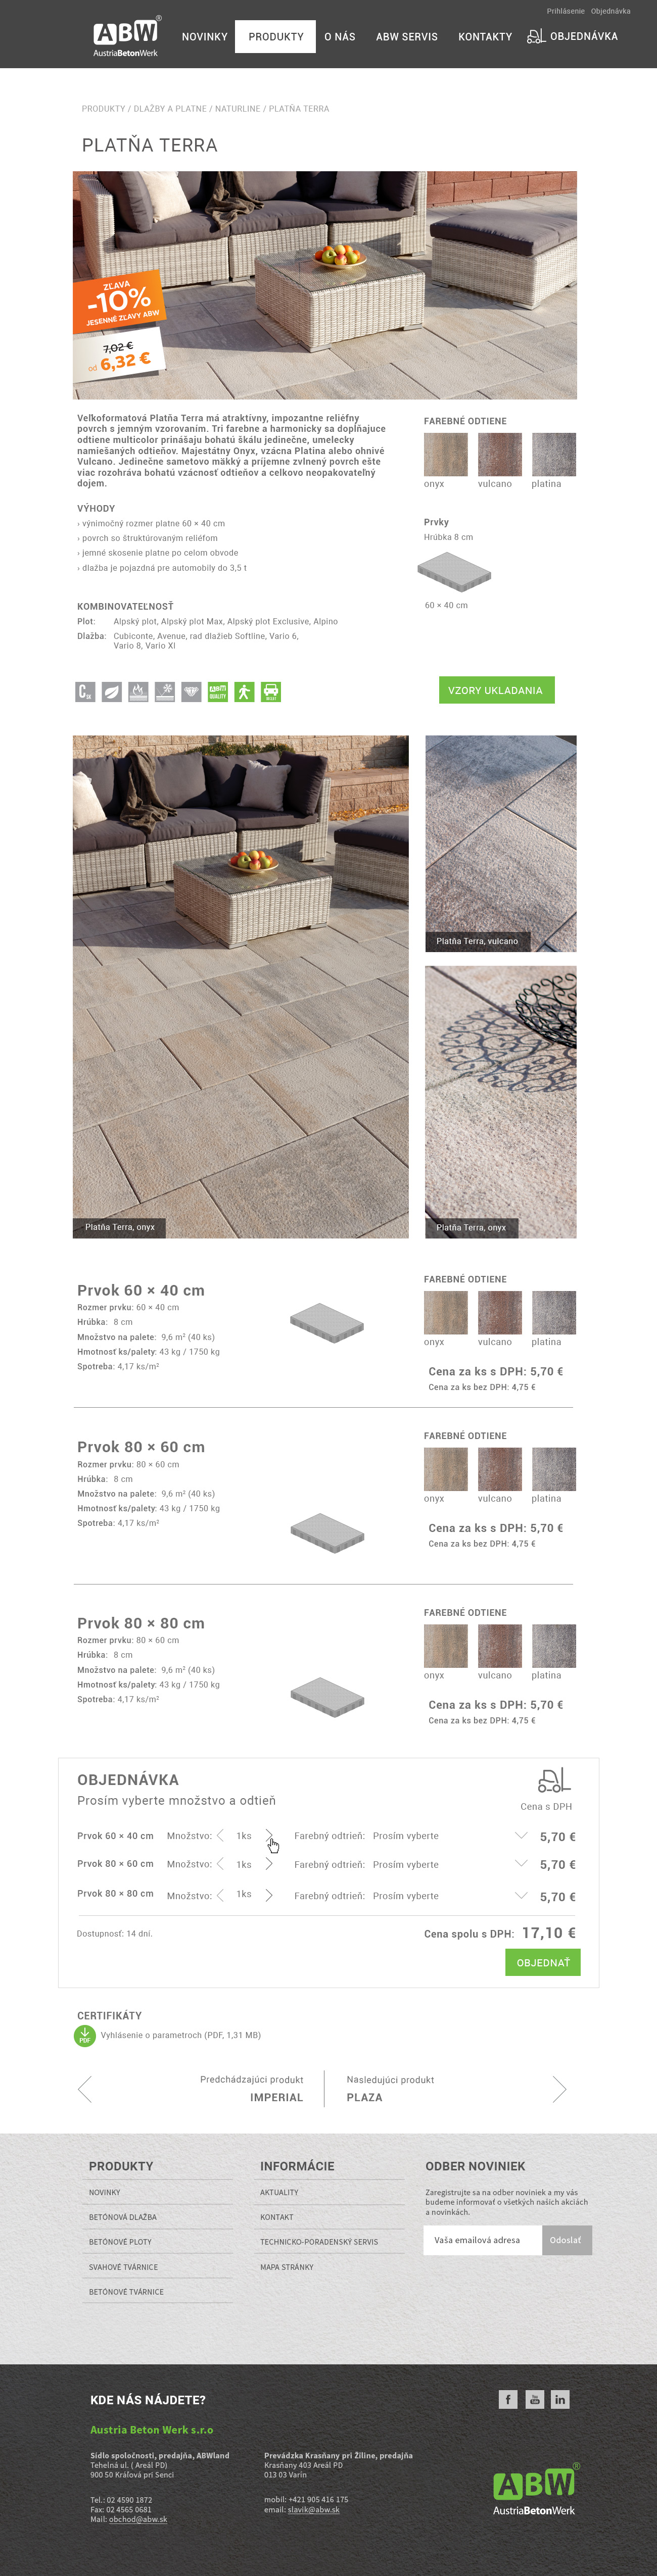 Prihlásenie Objednávka
ABW®
AustriaBetonWerk
NOVINKY PRODUKTY O NÁS ABW SERVIS KONTAKTY OBJEDNÁVKA
PRODUKTY / DLAŽBY A PLATNE / NATURLINE / PLATŇA TERRA
PLATŇA TERRA
ZĽAVA
-10%
JESENNÉ ZĽAVY ABW
7,02 €
od 6,32 €
Veľkoformatová Platňa Terra má atraktívny, impozantne reliéfny
povrch s jemným vzorovaním. Tri farebne a harmonicky sa dopĺňajuce
odtiene multicolor prinášaju bohatú škálu jedinečne, umelecky
namiešaných odtieňov. Majestátny Onyx, vzácna Platina alebo ohnivé
Vulcano. Jedinečne sametovo mäkký a príjemne zvlnený povrch ešte
viac rozohráva bohatú vzácnosť odtieňov a celkovo neopakovateľný
dojem.
FAREBNÉ ODTIENE
onyx vulcano platina
VÝHODY
› výnimočný rozmer platne 60 × 40 cm
› povrch so štruktúrovaným reliéfom
› jemné skosenie platne po celom obvode
› dlažba je pojazdná pre automobily do 3,5 t
Prvky
Hrúbka 8 cm
60 × 40 cm
KOMBINOVATEĽNOSŤ
Plot: Alpský plot, Alpský plot Max, Alpský plot Exclusive, Alpino
Dlažba: Cubiconte, Avenue, rad dlažieb Softline, Vario 6,
Vario 8, Vario XI
ABW QUALITY
VZORY UKLADANIA
Platňa Terra, vulcano
Platňa Terra, onyx
Platňa Terra, onyx
Prvok 60 × 40 cm
Rozmer prvku: 60 × 40 cm
Hrúbka: 8 cm
Množstvo na palete: 9,6 m² (40 ks)
Hmotnosť ks/palety: 43 kg / 1750 kg
Spotreba: 4,17 ks/m²
FAREBNÉ ODTIENE
onyx vulcano platina
Cena za ks s DPH: 5,70 €
Cena za ks bez DPH: 4,75 €
Prvok 80 × 60 cm
Rozmer prvku: 80 × 60 cm
Hrúbka: 8 cm
Množstvo na palete: 9,6 m² (40 ks)
Hmotnosť ks/palety: 43 kg / 1750 kg
Spotreba: 4,17 ks/m²
FAREBNÉ ODTIENE
onyx vulcano platina
Cena za ks s DPH: 5,70 €
Cena za ks bez DPH: 4,75 €
Prvok 80 × 80 cm
Rozmer prvku: 80 × 60 cm
Hrúbka: 8 cm
Množstvo na palete: 9,6 m² (40 ks)
Hmotnosť ks/palety: 43 kg / 1750 kg
Spotreba: 4,17 ks/m²
FAREBNÉ ODTIENE
onyx vulcano platina
Cena za ks s DPH: 5,70 €
Cena za ks bez DPH: 4,75 €
OBJEDNÁVKA
Prosím vyberte množstvo a odtieň
Cena s DPH
Prvok 60 × 40 cm Množstvo: 1ks Farebný odtrieň: Prosím vyberte 5,70 €
Prvok 80 × 60 cm Množstvo: 1ks Farebný odtrieň: Prosím vyberte 5,70 €
Prvok 80 × 80 cm Množstvo: 1ks Farebný odtrieň: Prosím vyberte 5,70 €
Dostupnosť: 14 dní.
Cena spolu s DPH: 17,10 €
OBJEDNAŤ
CERTIFIKÁTY
PDF Vyhlásenie o parametroch (PDF, 1,31 MB)
Predchádzajúci produkt
IMPERIAL
Nasledujúci produkt
PLAZA
PRODUKTY
NOVINKY
BETÓNOVÁ DLAŽBA
BETÓNOVÉ PLOTY
SVAHOVÉ TVÁRNICE
BETÓNOVÉ TVÁRNICE
INFORMÁCIE
AKTUALITY
KONTAKT
TECHNICKO-PORADENSKÝ SERVIS
MAPA STRÁNKY
ODBER NOVINIEK
Zaregistrujte sa na odber noviniek a my vás
budeme informovať o všetkých našich akciách
a novinkách.
Vaša emailová adresa Odoslať
KDE NÁS NÁJDETE?
f You Tube in
Austria Beton Werk s.r.o
Sídlo spoločnosti, predajňa, ABWland
Tehelná ul. ( Areál PD)
900 50 Kráľová pri Senci
Tel.: 02 4590 1872
Fax: 02 4565 0681
Mail: obchod@abw.sk
Prevádzka Krasňany pri Žiline, predajňa
Krasňany 403 Areál PD
013 03 Varín
mobil: +421 905 416 175
email: slavik@abw.sk
ABW®
AustriaBetonWerk